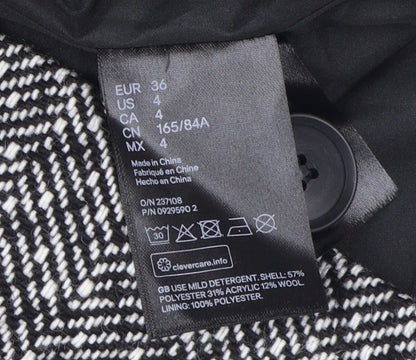 EUR 36
US 4
CA 4
CN 165/84A
MX 4
Made in China
Fabriqué en Chine
Hecho en China
O/N 237108
P/N 0929590 2
30
clevercare.info
GB USE MILD DETERGENT. SHELL: 57%
POLYESTER 31% ACRYLIC 12% WOOL.
LINING: 100% POLYESTER.